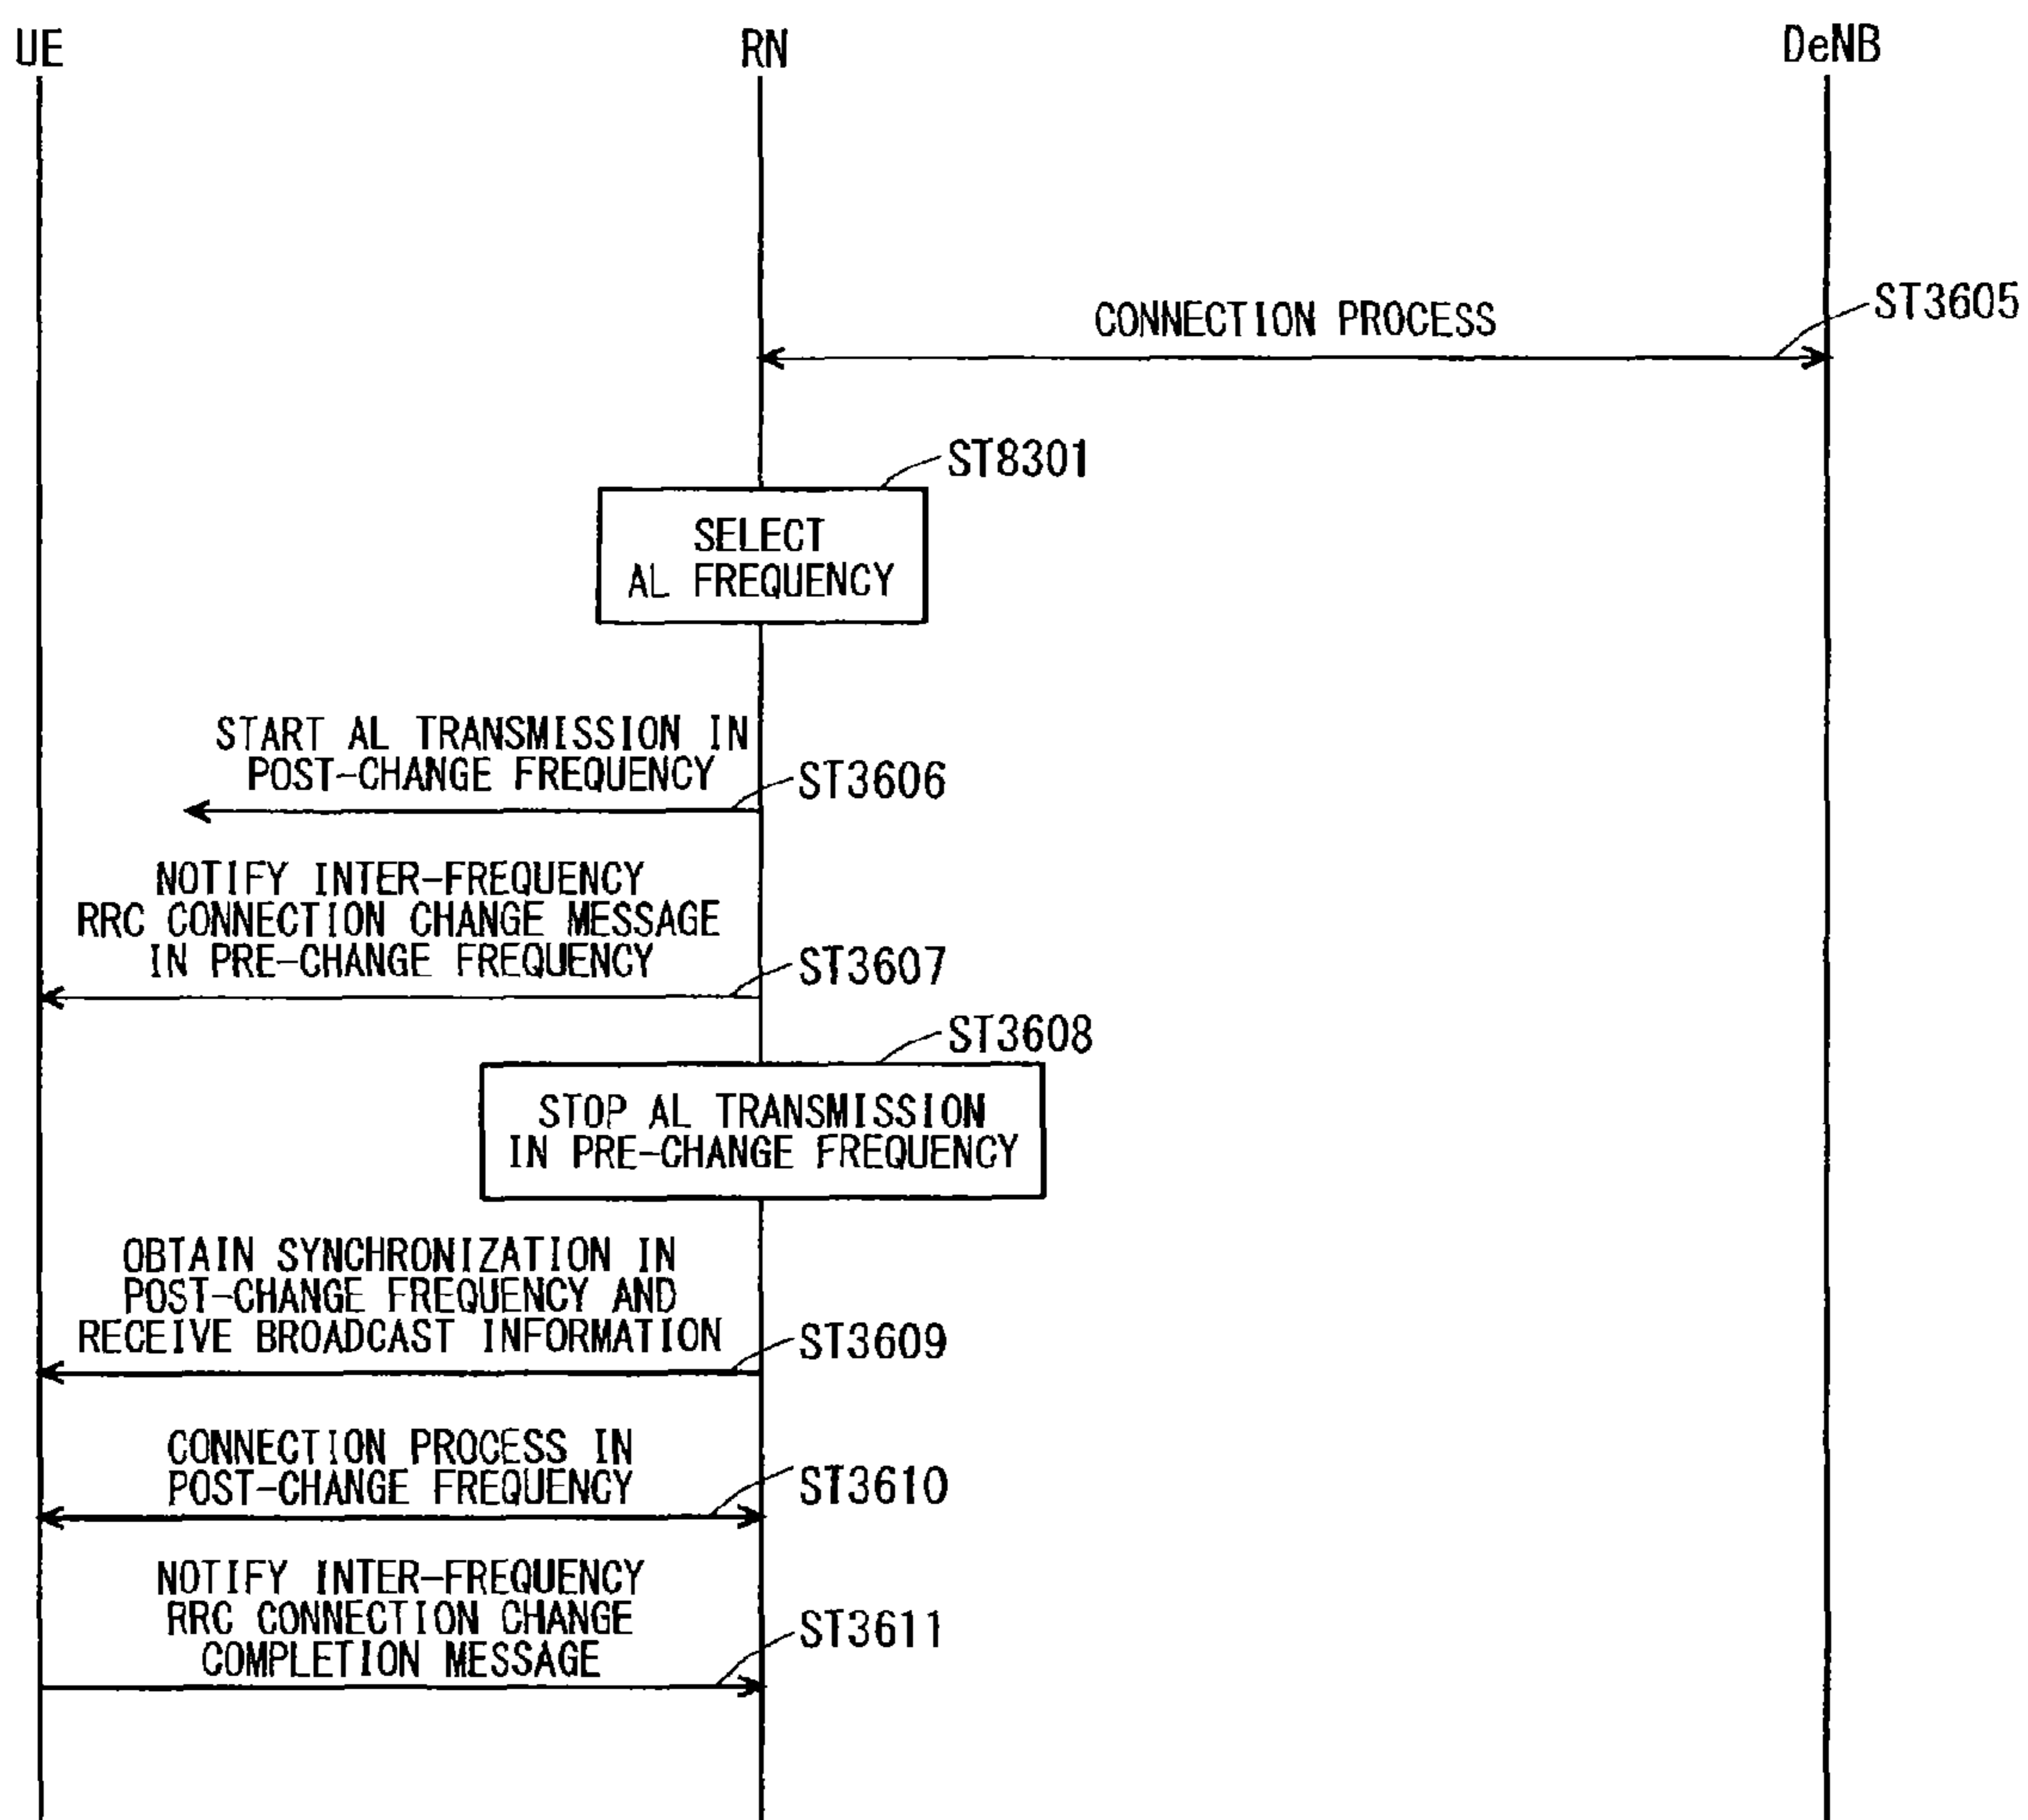 UE
RN
DeNB
CONNECTION PROCESS
ST3605
ST8301
SELECT
AL FREQUENCY
START AL TRANSMISSION IN
POST-CHANGE FREQUENCY
ST3606
NOTIFY INTER-FREQUENCY
RRC CONNECTION CHANGE MESSAGE
IN PRE-CHANGE FREQUENCY
ST3607
ST3608
STOP AL TRANSMISSION
IN PRE-CHANGE FREQUENCY
OBTAIN SYNCHRONIZATION IN
POST-CHANGE FREQUENCY AND
RECEIVE BROADCAST INFORMATION
ST3609
CONNECTION PROCESS IN
POST-CHANGE FREQUENCY
ST3610
NOTIFY INTER-FREQUENCY
RRC CONNECTION CHANGE
COMPLETION MESSAGE
ST3611